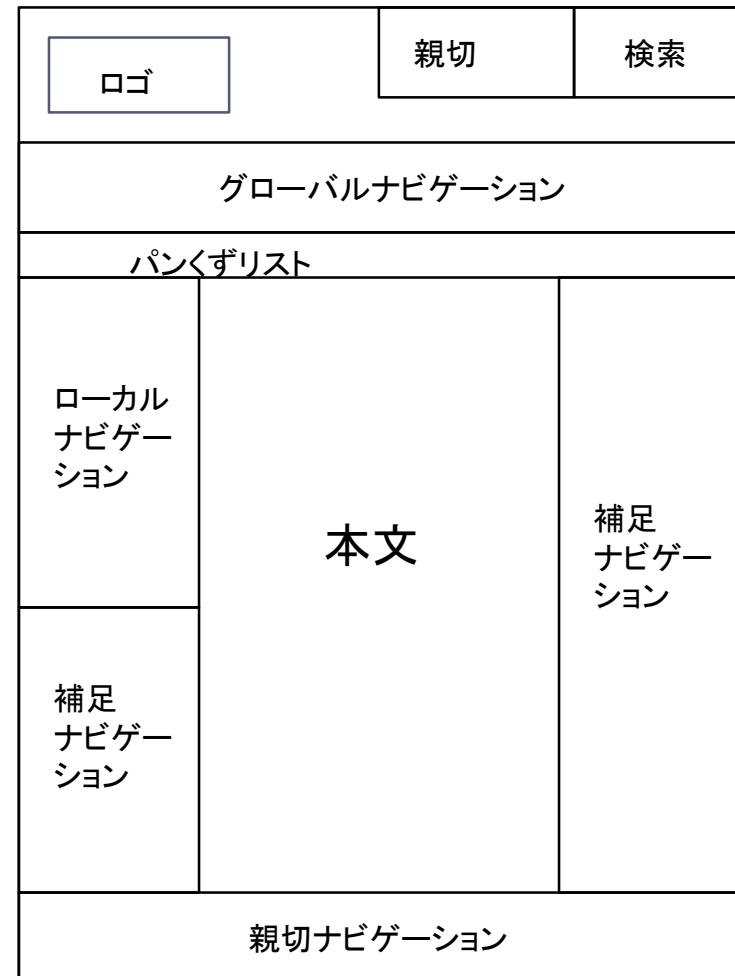 ロゴ
親切
検索
グローバルナビゲーション
パンくずリスト
ローカル
ナビゲー
ション
本文
補足
ナビゲー
ション
補足
ナビゲー
ション
親切ナビゲーション